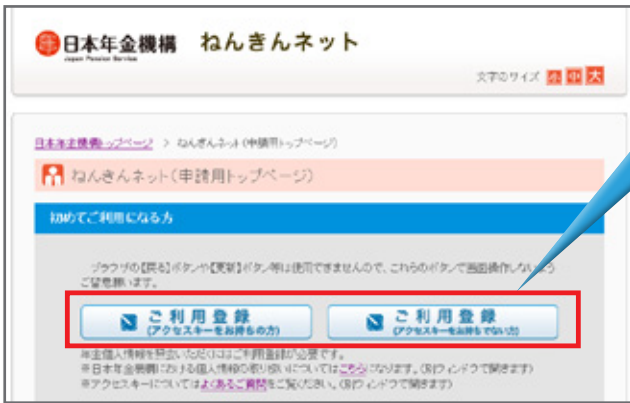 日本年金機構 ねんきんネット
Japan Pension Service
文字のサイズ 小 中 大
日本年金機構トップページ > ねんきんネット(申請用トップページ)
ねんきんネット(申請用トップページ)
初めてご利用になる方
ブラウザの【戻る】ボタンや【更新】ボタン等は使用できませんので、これらのボタンで画面操作しないよう
ご留意願います。
ご利用登録
(アクセスキーをお持ちの方)
ご利用登録
(アクセスキーをお持ちでない方)
年金個人情報を照会いただくにはご利用登録が必要です。
※日本年金機構における個人情報の取り扱いについてはこちらになります。(別ウィンドウで開きます)
※アクセスキーについてはよくあるご質問をご覧ください。(別ウィンドウで開きます)